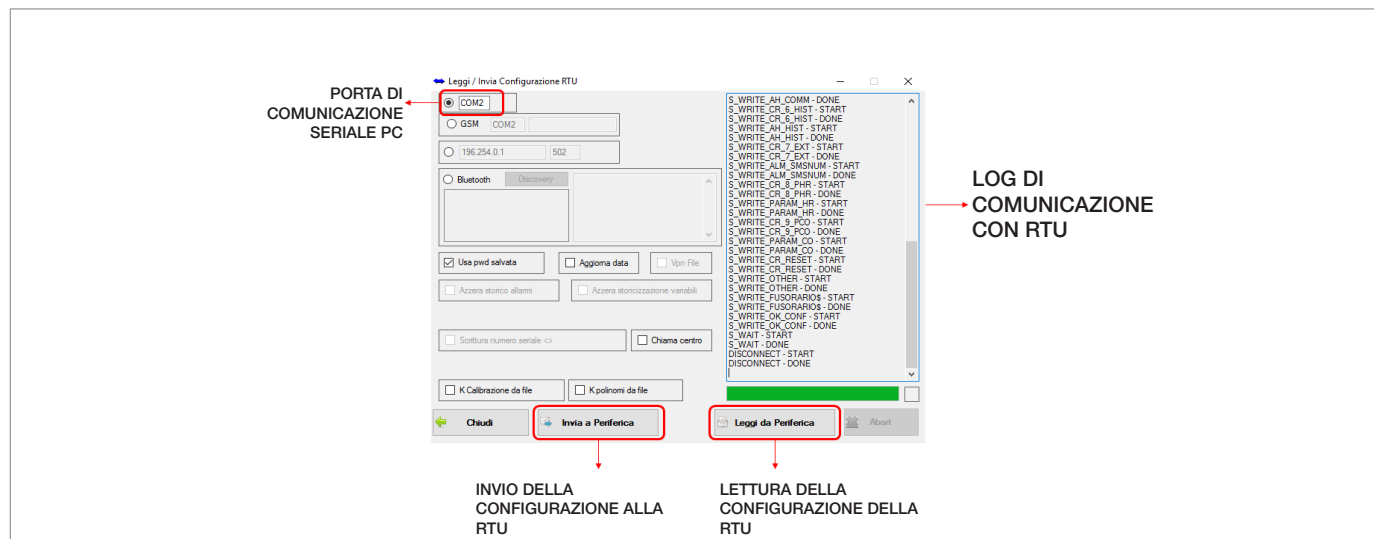 PORTA DI
COMUNICAZIONE
SERIALE PC
Leggi / Invia Configurazione RTU
COM2
GSM COM2
196.254.0.1 502
Bluetooth Discovery
Usa pwd salvata Aggiorna data Vpn File
Azzera storico allarmi Azzera storicizzazione variabili
Scrittura numero seriale <> Chiama centro
K Calibrazione da file K polinomi da file
Chiudi Invia a Periferica Leggi da Periferica Abort
S_WRITE_AH_COMM - DONE
S_WRITE_CR_6_HIST - START
S_WRITE_CR_6_HIST - DONE
S_WRITE_AH_HIST - START
S_WRITE_AH_HIST - DONE
S_WRITE_CR_7_EXT - START
S_WRITE_CR_7_EXT - DONE
S_WRITE_ALM_SMSNUM - START
S_WRITE_ALM_SMSNUM - DONE
S_WRITE_CR_8_PHR - START
S_WRITE_CR_8_PHR - DONE
S_WRITE_PARAM_HR - START
S_WRITE_PARAM_HR - DONE
S_WRITE_CR_9_PCO - START
S_WRITE_CR_9_PCO - DONE
S_WRITE_PARAM_CO - START
S_WRITE_PARAM_CO - DONE
S_WRITE_CR_RESET - START
S_WRITE_CR_RESET - DONE
S_WRITE_OTHER - START
S_WRITE_OTHER - DONE
S_WRITE_FUSORARIO$ - START
S_WRITE_FUSORARIO$ - DONE
S_WRITE_OK_CONF - START
S_WRITE_OK_CONF - DONE
S_WAIT - START
S_WAIT - DONE
DISCONNECT - START
DISCONNECT - DONE
LOG DI
COMUNICAZIONE
CON RTU
INVIO DELLA
CONFIGURAZIONE ALLA
RTU
LETTURA DELLA
CONFIGURAZIONE DELLA
RTU